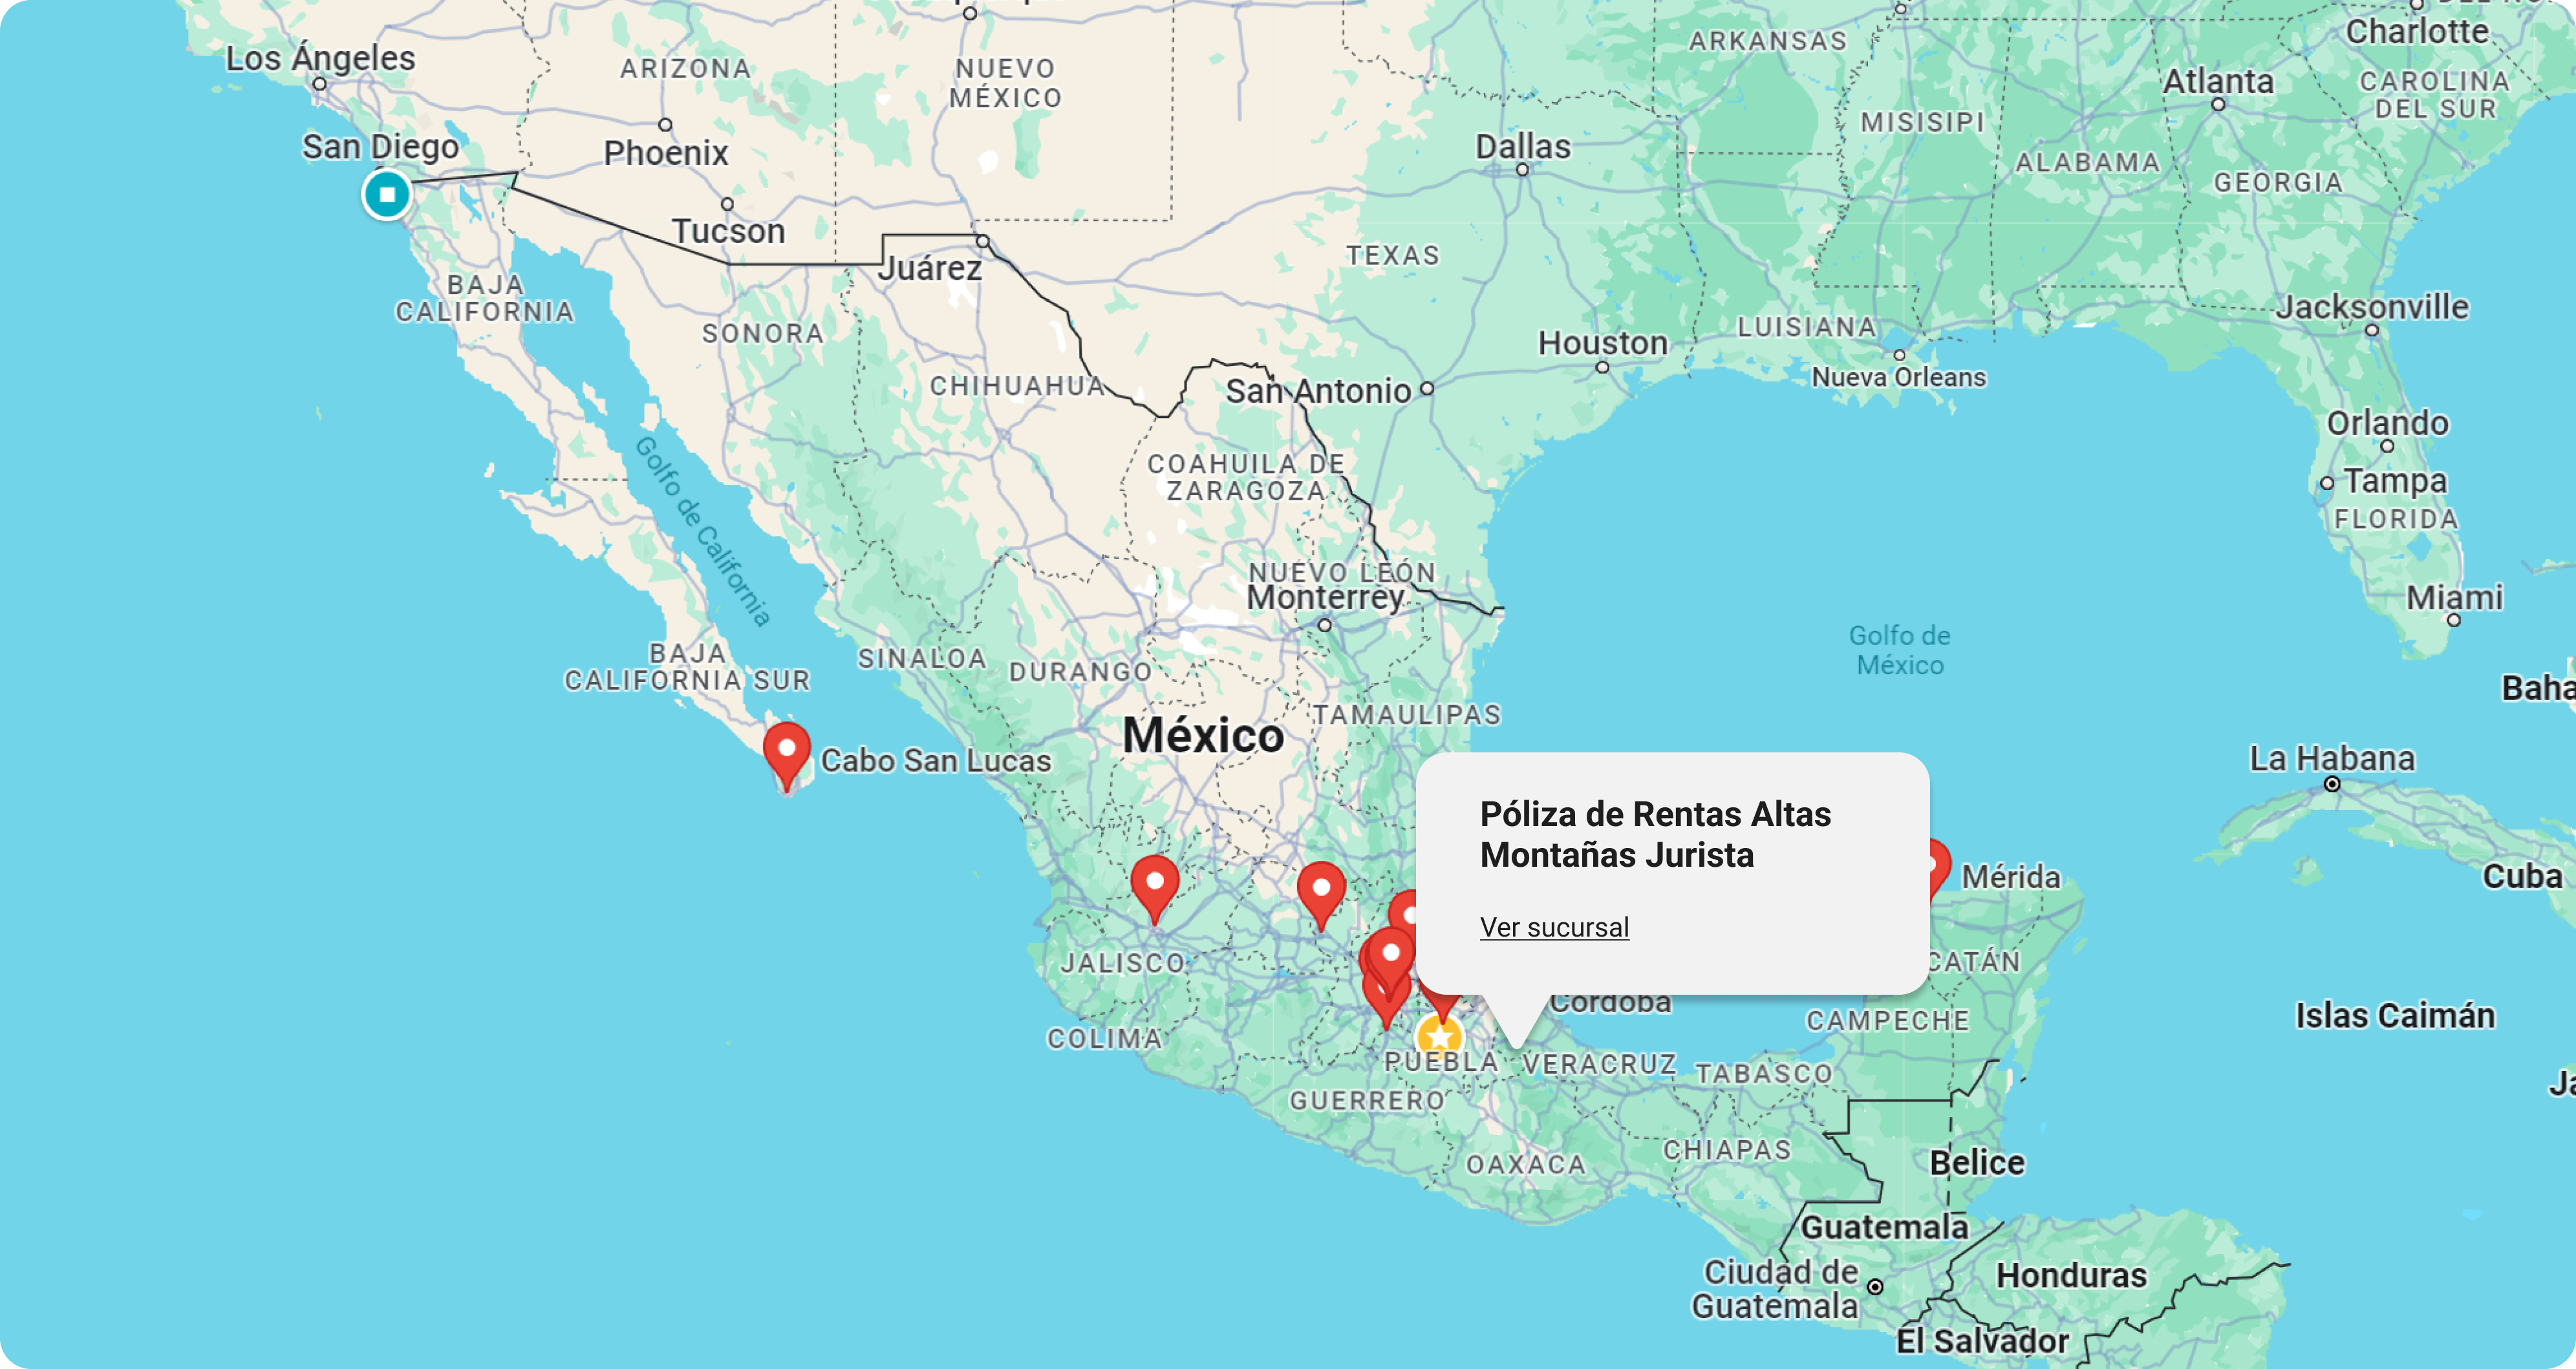 Los Ángeles
ARIZONA
NUEVO
MÉXICO
ARKANSAS
Charlotte
Atlanta
CAROLINA
DEL SUR
MISISIPI
San Diego
Phoenix
Dallas
ALABAMA
GEORGIA
Tucson
Juárez
TEXAS
BAJA
CALIFORNIA
SONORA
Jacksonville
LUISIANA
Houston
Nueva Orleans
CHIHUAHUA
San Antonio
Orlando
Golfo de California
COAHUILA DE
ZARAGOZA
Tampa
FLORIDA
NUEVO LEÓN
Monterrey
Miami
Golfo de
México
BAJA
CALIFORNIA SUR
SINALOA
DURANGO
Baha
TAMAULIPAS
México
Cabo San Lucas
La Habana
Póliza de Rentas Altas
Montañas Jurista
Ver sucursal
Mérida
Cuba
JALISCO
CATÁN
Córdoba
CAMPECHE
Islas Caimán
COLIMA
PUEBLA
VERACRUZ
TABASCO
Ja
GUERRERO
OAXACA
CHIAPAS
Belice
Guatemala
Ciudad de
Guatemala
Honduras
El Salvador